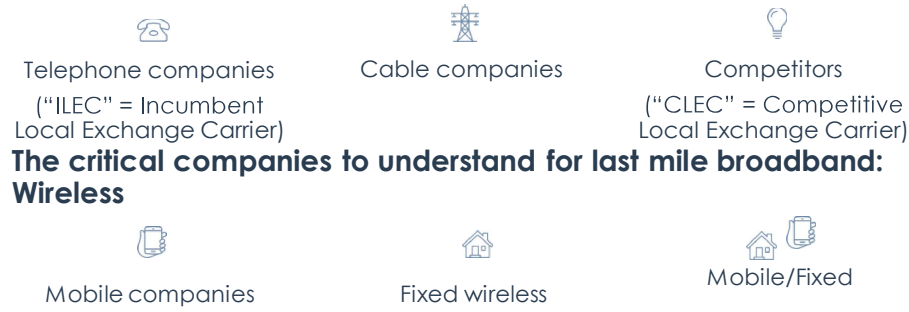 Telephone companies
("ILEC" = Incumbent
Local Exchange Carrier)
Cable companies
Competitors
("CLEC" = Competitive
Local Exchange Carrier)
The critical companies to understand for last mile broadband:
Wireless
Mobile companies
Fixed wireless
Mobile/Fixed